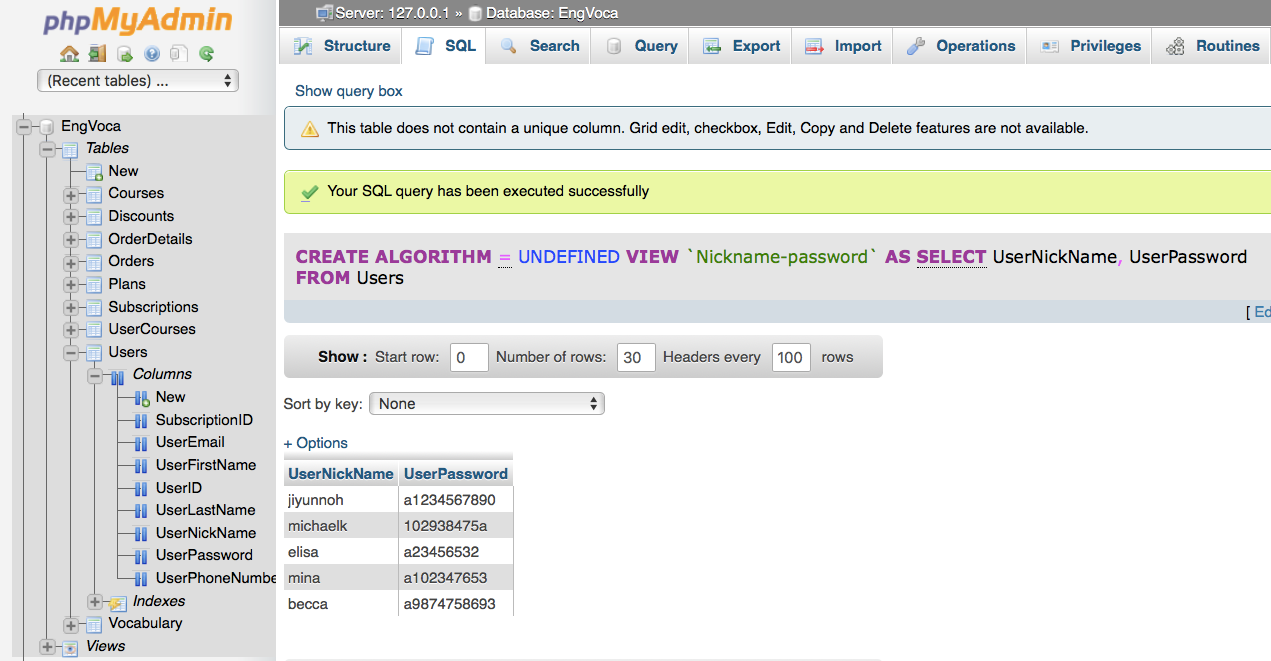 phpMyAdmin
(Recent tables) ...
EngVoca
Tables
New
Courses
Discounts
OrderDetails
Orders
Plans
Subscriptions
UserCourses
Users
Columns
New
SubscriptionID
UserEmail
UserFirstName
UserID
UserLastName
UserNickName
UserPassword
UserPhoneNumbe
Indexes
Vocabulary
Views
Server: 127.0.0.1 » Database: EngVoca
Structure SQL Search Query Export Import Operations Privileges Routines
Show query box
This table does not contain a unique column. Grid edit, checkbox, Edit, Copy and Delete features are not available.
Your SQL query has been executed successfully
CREATE ALGORITHM = UNDEFINED VIEW `Nickname-password` AS SELECT UserNickName, UserPassword
FROM Users
[ Ed
Show : Start row: 0 Number of rows: 30 Headers every 100 rows
Sort by key: None
+ Options
UserNickName UserPassword
jiyunnoh a1234567890
michaelk 102938475a
elisa a23456532
mina a102347653
becca a9874758693